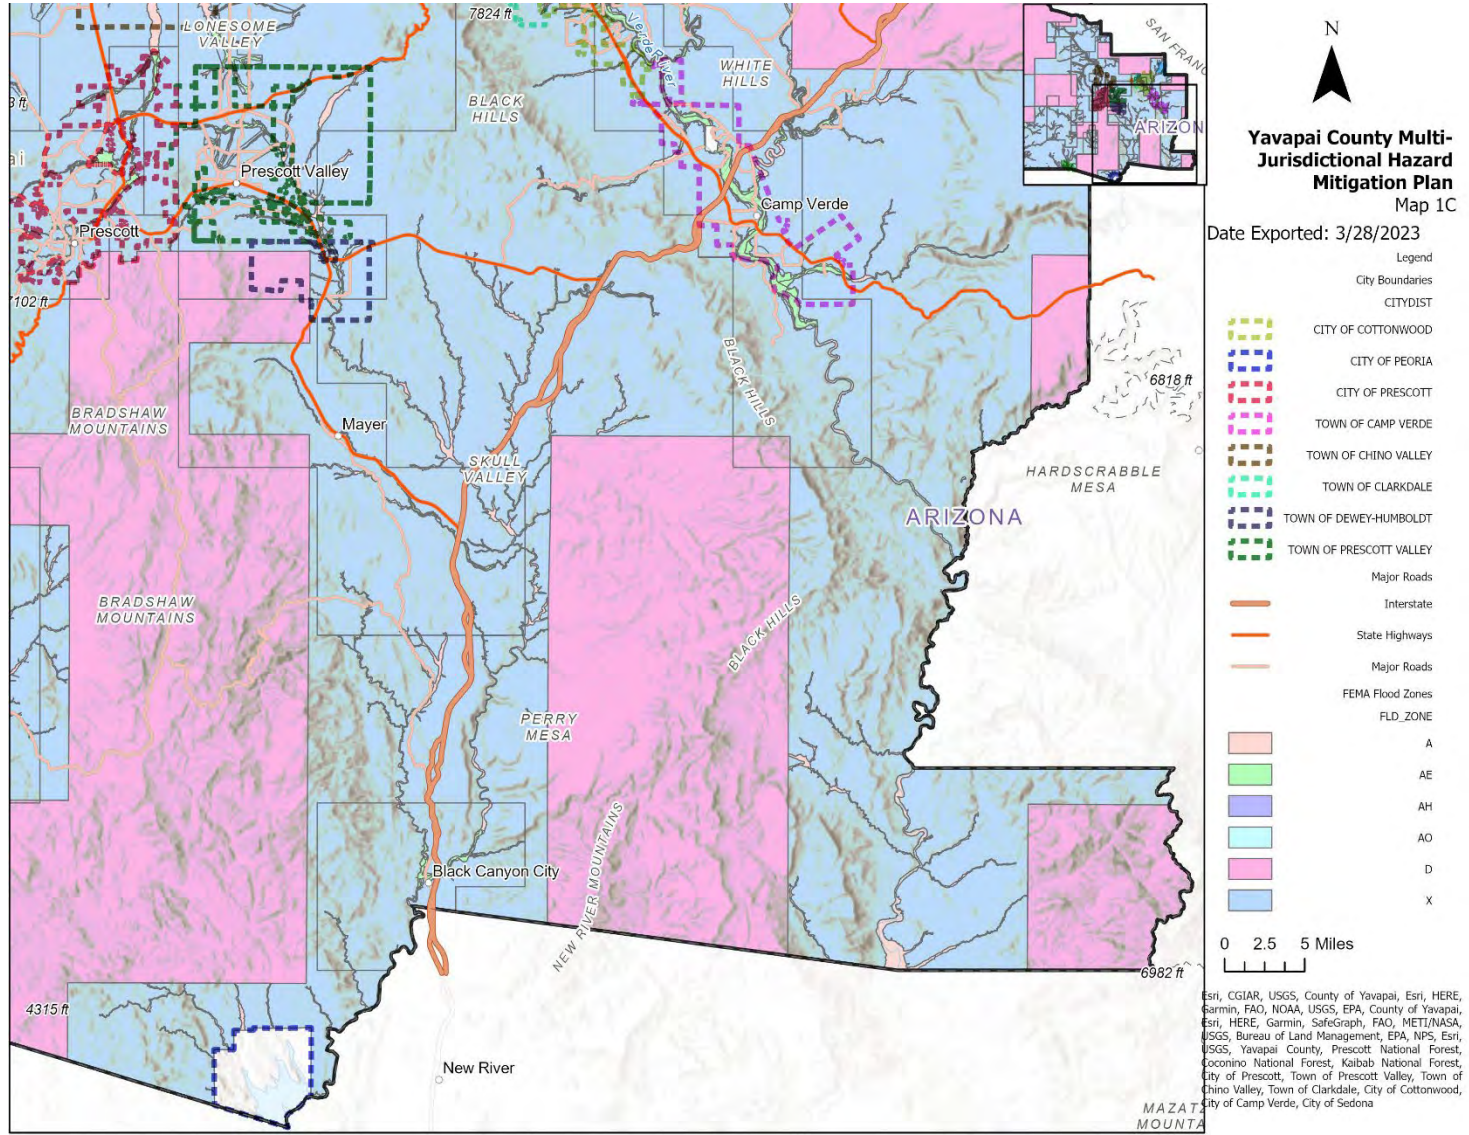 LONESOME
VALLEY
7824 ft
Verde River
Verde
WHITE
HILLS
BLACK
HILLS
3 ft
ai
Prescott Valley
Prescott
Camp Verde
7102 ft
BLACK HILLS
6818 ft
BRADSHAW
MOUNTAINS
Mayer
SKULL
VALLEY
HARDSCRABBLE
MESA
ARIZONA
BRADSHAW
MOUNTAINS
BLACK HILLS
PERRY
MESA
NEW RIVER MOUNTAINS
Black Canyon City
6982 ft
4315 ft
New River
MAZATZ
MOUNTA
SAN FRANC
ARIZON
N
Yavapai County Multi-
Jurisdictional Hazard
Mitigation Plan
Map 1C
Date Exported: 3/28/2023
Legend
City Boundaries
CITYDIST
CITY OF COTTONWOOD
CITY OF PEORIA
CITY OF PRESCOTT
TOWN OF CAMP VERDE
TOWN OF CHINO VALLEY
TOWN OF CLARKDALE
TOWN OF DEWEY-HUMBOLDT
TOWN OF PRESCOTT VALLEY
Major Roads
Interstate
State Highways
Major Roads
FEMA Flood Zones
FLD_ZONE
A
AE
AH
AO
D
X
0 2.5 5 Miles
Esri, CGIAR, USGS, County of Yavapai, Esri, HERE,
Garmin, FAO, NOAA, USGS, EPA, County of Yavapai,
Esri, HERE, Garmin, SafeGraph, FAO, METI/NASA,
USGS, Bureau of Land Management, EPA, NPS, Esri,
USGS, Yavapai County, Prescott National Forest,
Coconino National Forest, Kaibab National Forest,
City of Prescott, Town of Prescott Valley, Town of
Chino Valley, Town of Clarkdale, City of Cottonwood,
City of Camp Verde, City of Sedona